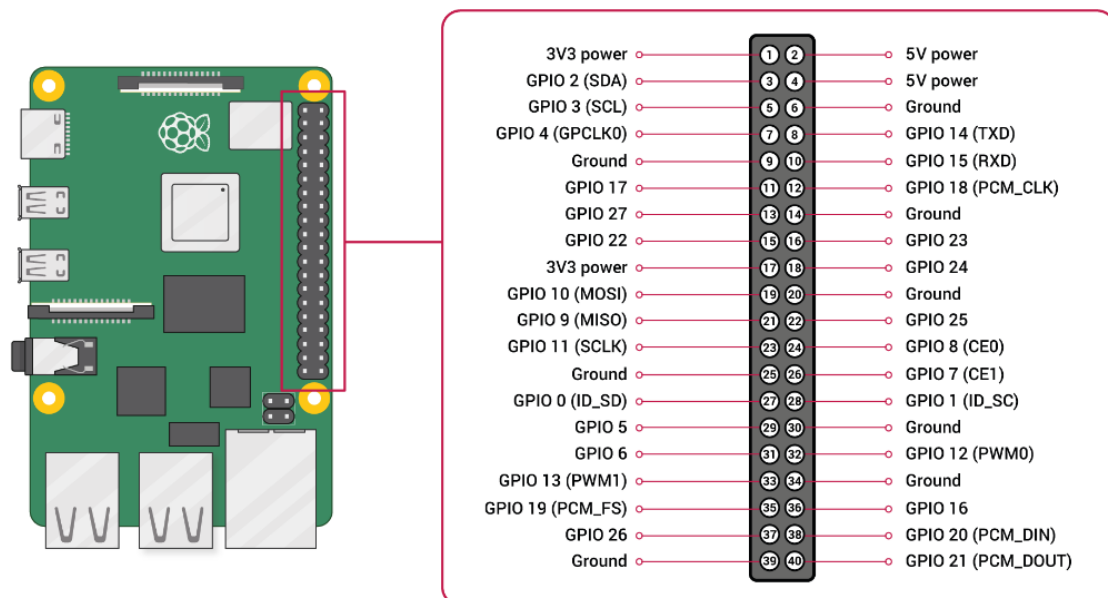 3V3 power 1 2 5V power
GPIO 2 (SDA) 3 4 5V power
GPIO 3 (SCL) 5 6 Ground
GPIO 4 (GPCLK0) 7 8 GPIO 14 (TXD)
Ground 9 10 GPIO 15 (RXD)
GPIO 17 11 12 GPIO 18 (PCM_CLK)
GPIO 27 13 14 Ground
GPIO 22 15 16 GPIO 23
3V3 power 17 18 GPIO 24
GPIO 10 (MOSI) 19 20 Ground
GPIO 9 (MISO) 21 22 GPIO 25
GPIO 11 (SCLK) 23 24 GPIO 8 (CE0)
Ground 25 26 GPIO 7 (CE1)
GPIO 0 (ID_SD) 27 28 GPIO 1 (ID_SC)
GPIO 5 29 30 Ground
GPIO 6 31 32 GPIO 12 (PWM0)
GPIO 13 (PWM1) 33 34 Ground
GPIO 19 (PCM_FS) 35 36 GPIO 16
GPIO 26 37 38 GPIO 20 (PCM_DIN)
Ground 39 40 GPIO 21 (PCM_DOUT)